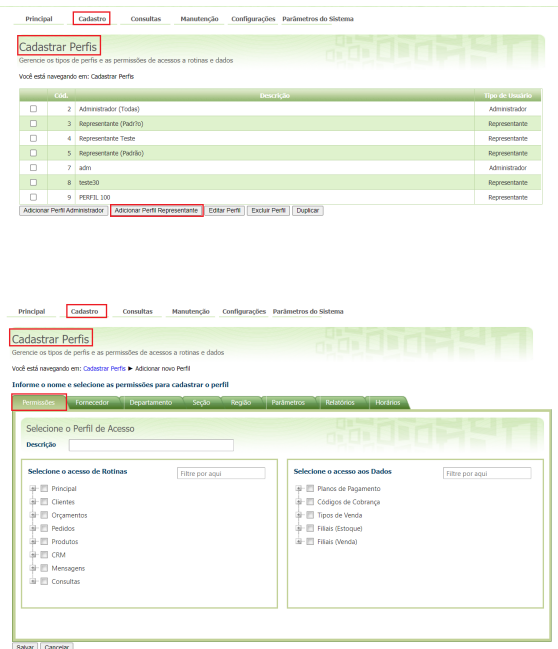 Principal Cadastro Consultas Manutenção Configurações Parâmetros do Sistema
Cadastrar Perfis
Gerencie os tipos de perfis e as permissões de acessos a rotinas e dados
Você está navegando em: Cadastrar Perfis
Cód. Descrição Tipo de Usuário
2 Administrador (Todas) Administrador
3 Representante (Padr?o) Representante
4 Representante Teste Representante
5 Representante (Padrão) Representante
7 adm Administrador
8 teste30 Representante
9 PERFIL 100 Representante
Adicionar Perfil Administrador Adicionar Perfil Representante Editar Perfil Excluir Perfil Duplicar
Principal Cadastro Consultas Manutenção Configurações Parâmetros do Sistema
Cadastrar Perfis
Gerencie os tipos de perfis e as permissões de acessos a rotinas e dados
Você está navegando em: Cadastrar Perfis ► Adicionar novo Perfil
Informe o nome e selecione as permissões para cadastrar o perfil
Permissões Fornecedor Departamento Seção Região Parâmetros Relatórios Horários
Selecione o Perfil de Acesso
Descrição
Selecione o acesso de Rotinas Filtre por aqui
Principal
Clientes
Orçamentos
Pedidos
Produtos
CRM
Mensagens
Consultas
Selecione o acesso aos Dados Filtre por aqui
Planos de Pagamento
Códigos de Cobrança
Tipos de Venda
Filiais (Estoque)
Filiais (Venda)
Salvar Cancelar